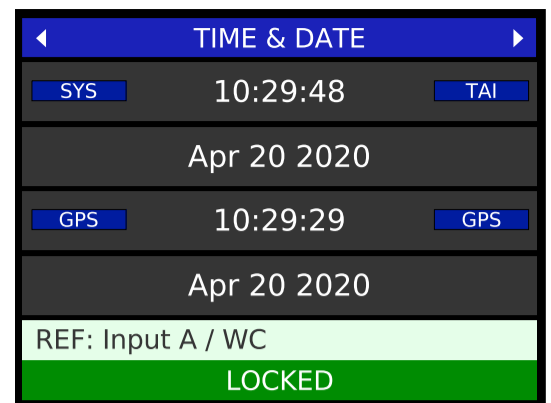 TIME & DATE
SYS 10:29:48 TAI
Apr 20 2020
GPS 10:29:29 GPS
Apr 20 2020
REF: Input A / WC
LOCKED